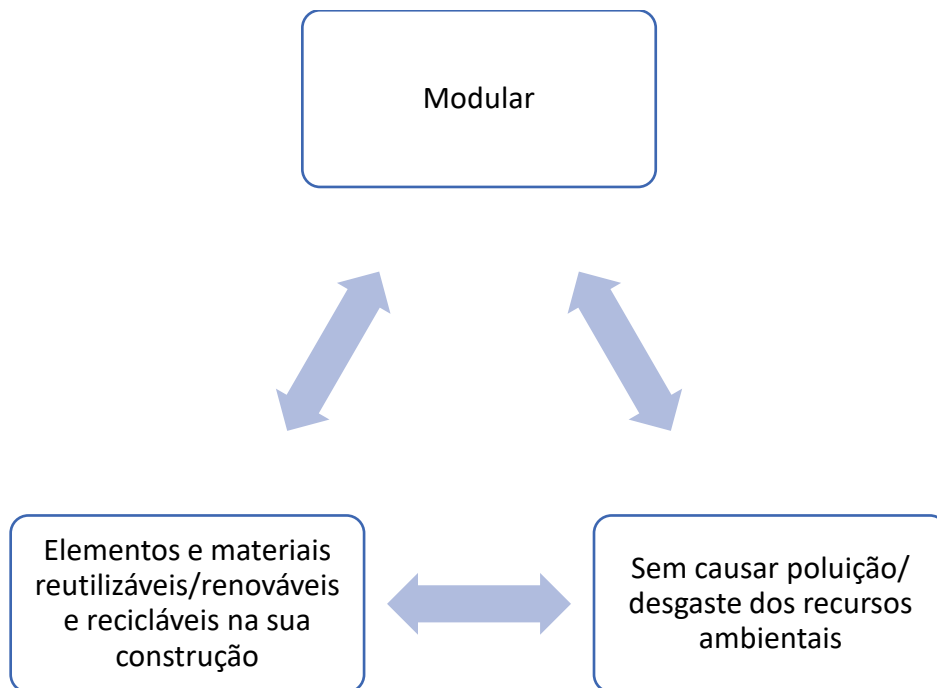 Modular
Elementos e materiais
reutilizáveis/renováveis
e recicláveis na sua
construção
Sem causar poluição/
desgaste dos recursos
ambientais